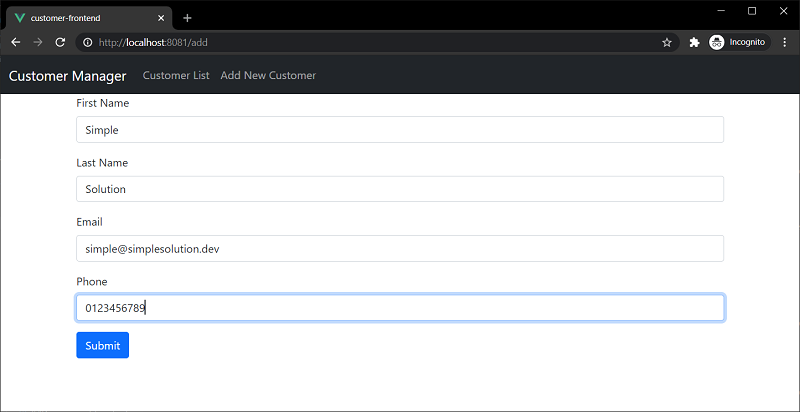 customer-frontend
http://localhost:8081/add
Incognito
Customer Manager Customer List Add New Customer
First Name
Simple
Last Name
Solution
Email
simple@simplesolution.dev
Phone
0123456789
Submit